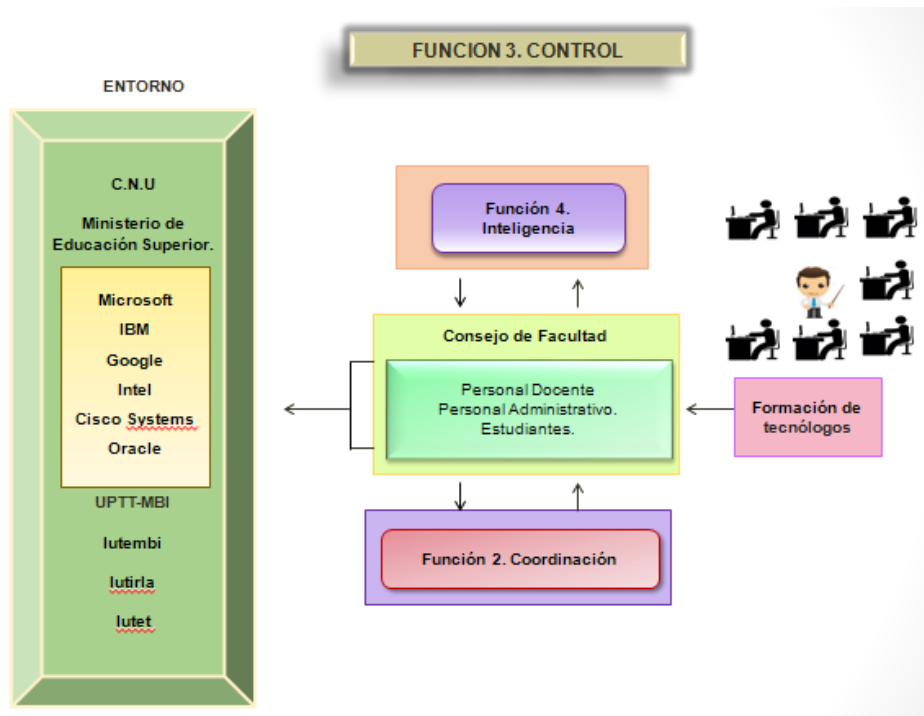 FUNCION 3. CONTROL
ENTORNO
C.N.U
Ministerio de
Educación Superior.
Microsoft
IBM
Google
Intel
Cisco Systems
Oracle
UPTT-MBI
Iutembi
Iutirla
Iutet
Función 4.
Inteligencia
Consejo de Facultad
Personal Docente
Personal Administrativo.
Estudiantes.
Función 2. Coordinación
Formación de
tecnólogos